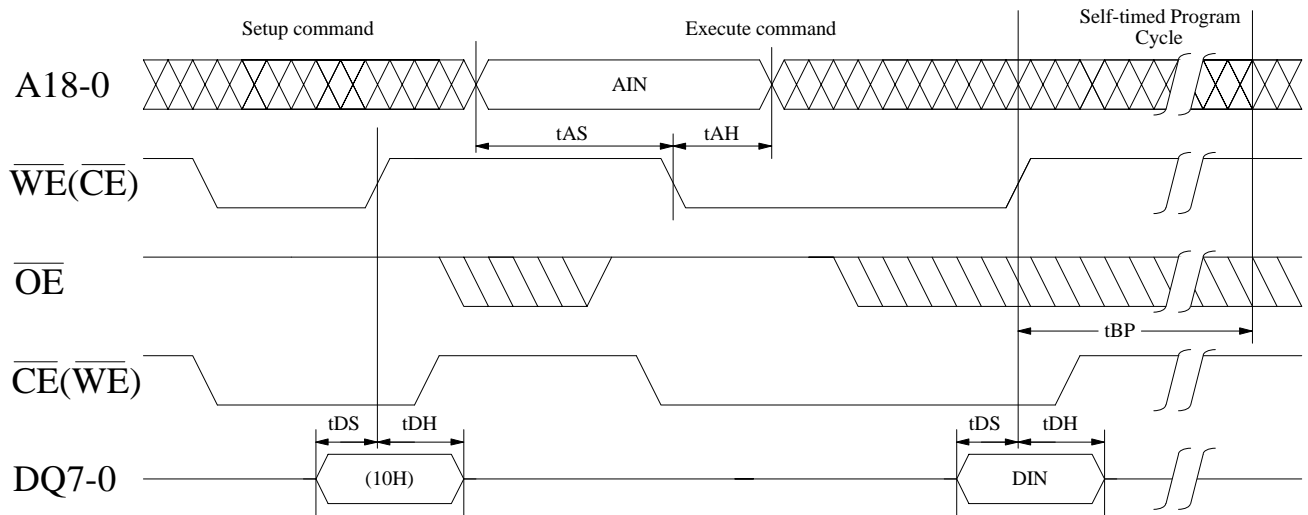 Setup command
Execute command
Self-timed Program
Cycle
A18-0
AIN
tAS
tAH
WE(CE)
OE
tBP
CE(WE)
tDS
tDH
tDS
tDH
DQ7-0
(10H)
DIN